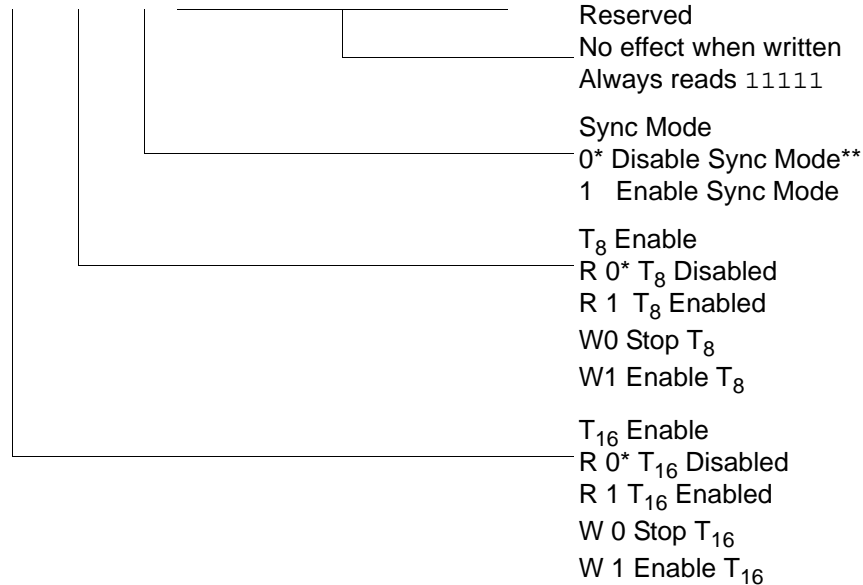 Reserved
No effect when written
Always reads 11111
Sync Mode
0* Disable Sync Mode**
1 Enable Sync Mode
T8 Enable
R 0* T8 Disabled
R 1 T8 Enabled
W0 Stop T8
W1 Enable T8
T16 Enable
R 0* T16 Disabled
R 1 T16 Enabled
W 0 Stop T16
W 1 Enable T16